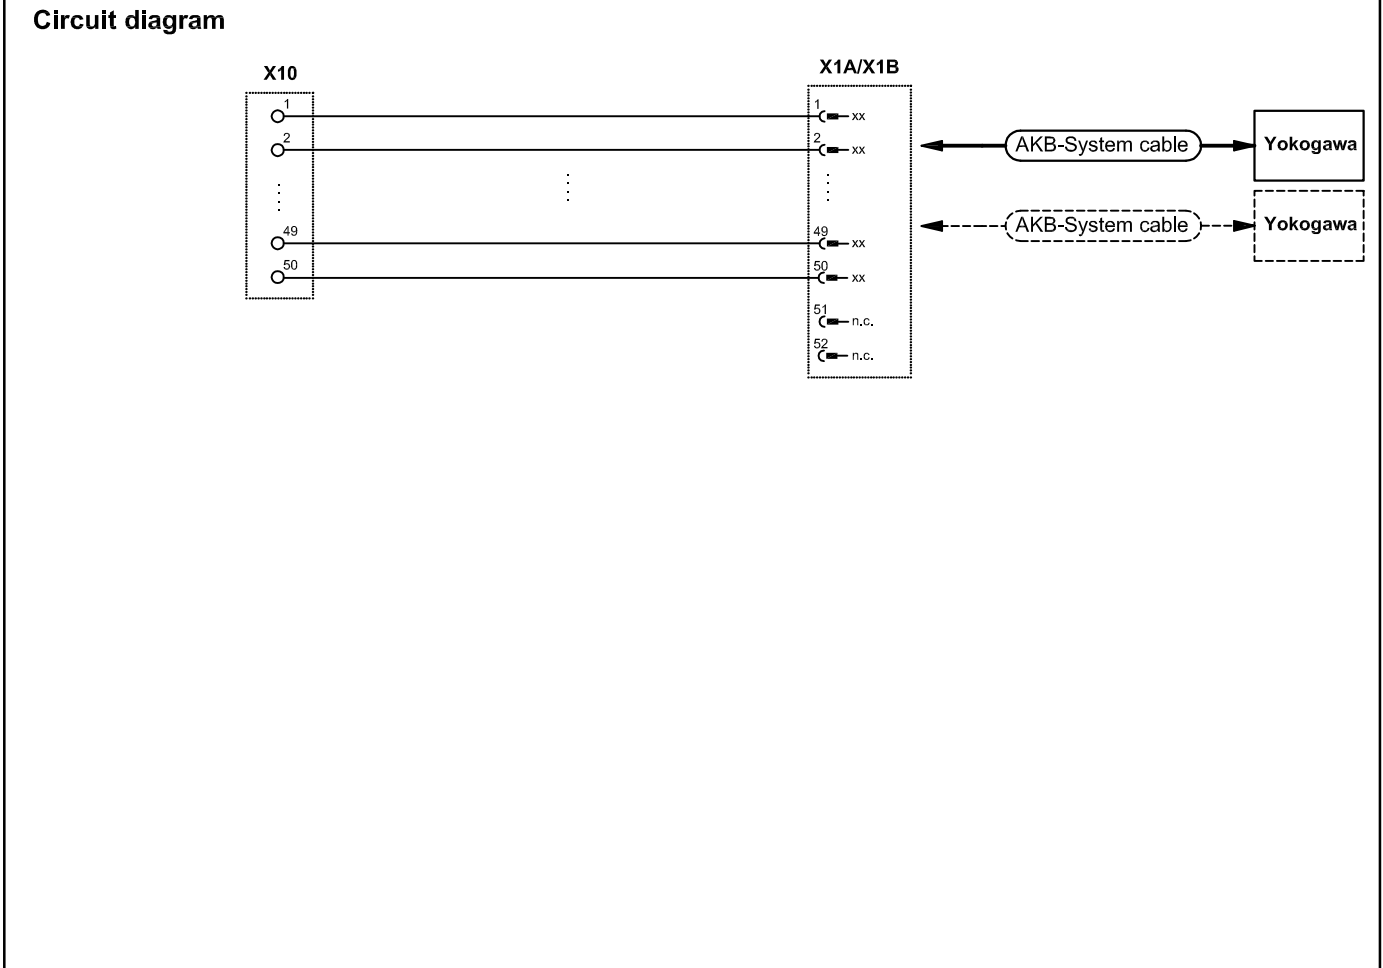 Circuit diagram
X10
X1A/X1B
1
1
xx
2
2
xx
AKB-System cable
Yokogawa
AKB-System cable
Yokogawa
49
49
xx
50
50
xx
51
n.c.
52
n.c.